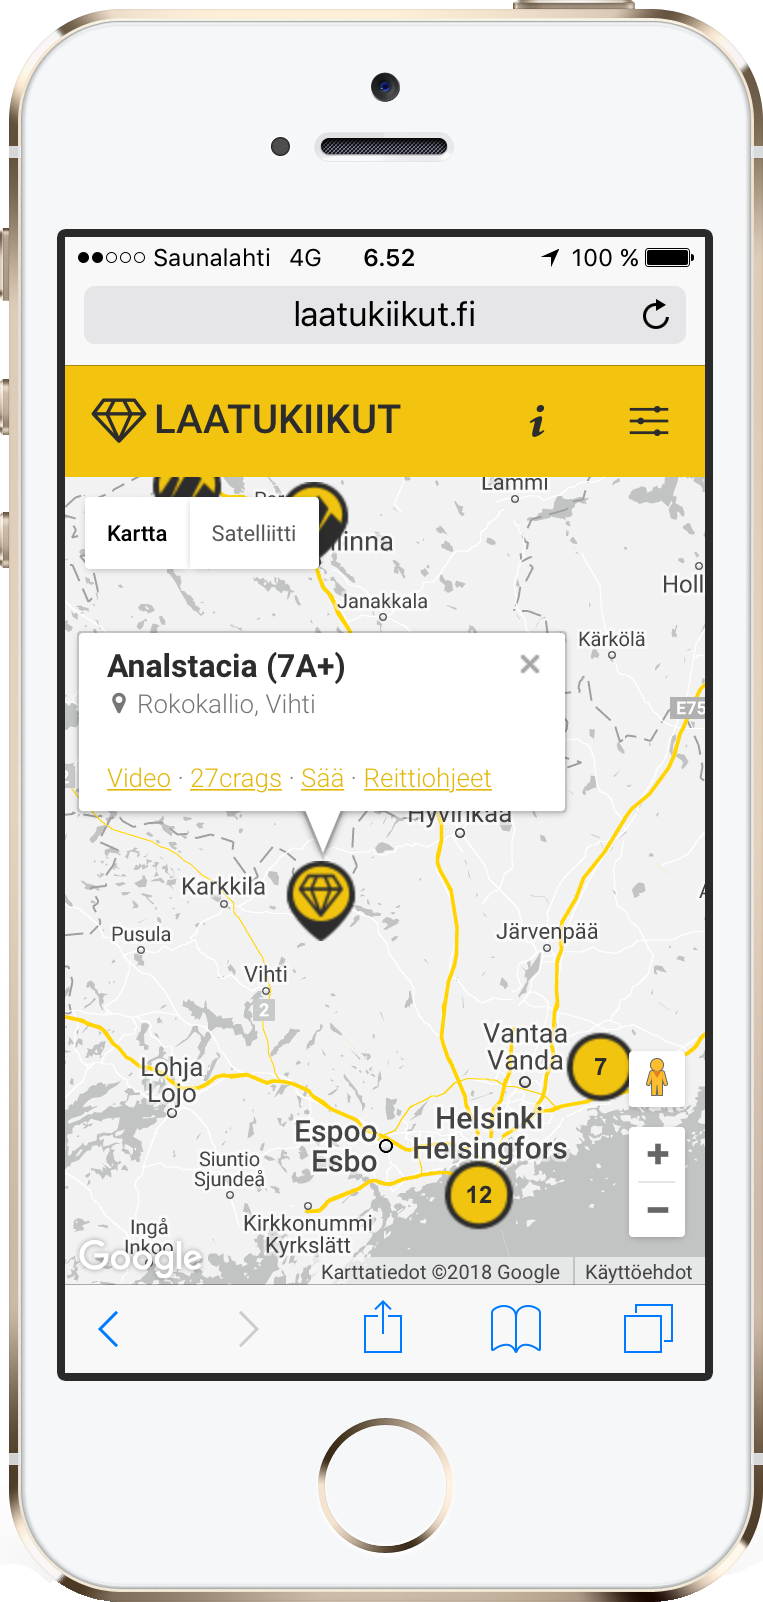 Saunalahti 4G 6.52 100 %
laatukiikut.fi
LAATUKIIKUT
i
Lammi
Kartta
Satelliitti
Janakkala
Holl
Kärkölä
Analstacia (7A+)
Rokokallio, Vihti
E75
Video · 27crags · Sää · Reittiohjeet
Hyvinkää
Karkkila
Pusula
Järvenpää
Vihti
2
Vantaa
Vanda
7
Lohja
Lojo
Helsinki
Helsingfors
Espoo
Esbo
Siuntio
Sjundeå
12
Kirkkonummi
Kyrkslätt
Ingå
Inkoo
Google
Karttatiedot ©2018 Google
Käyttöehdot